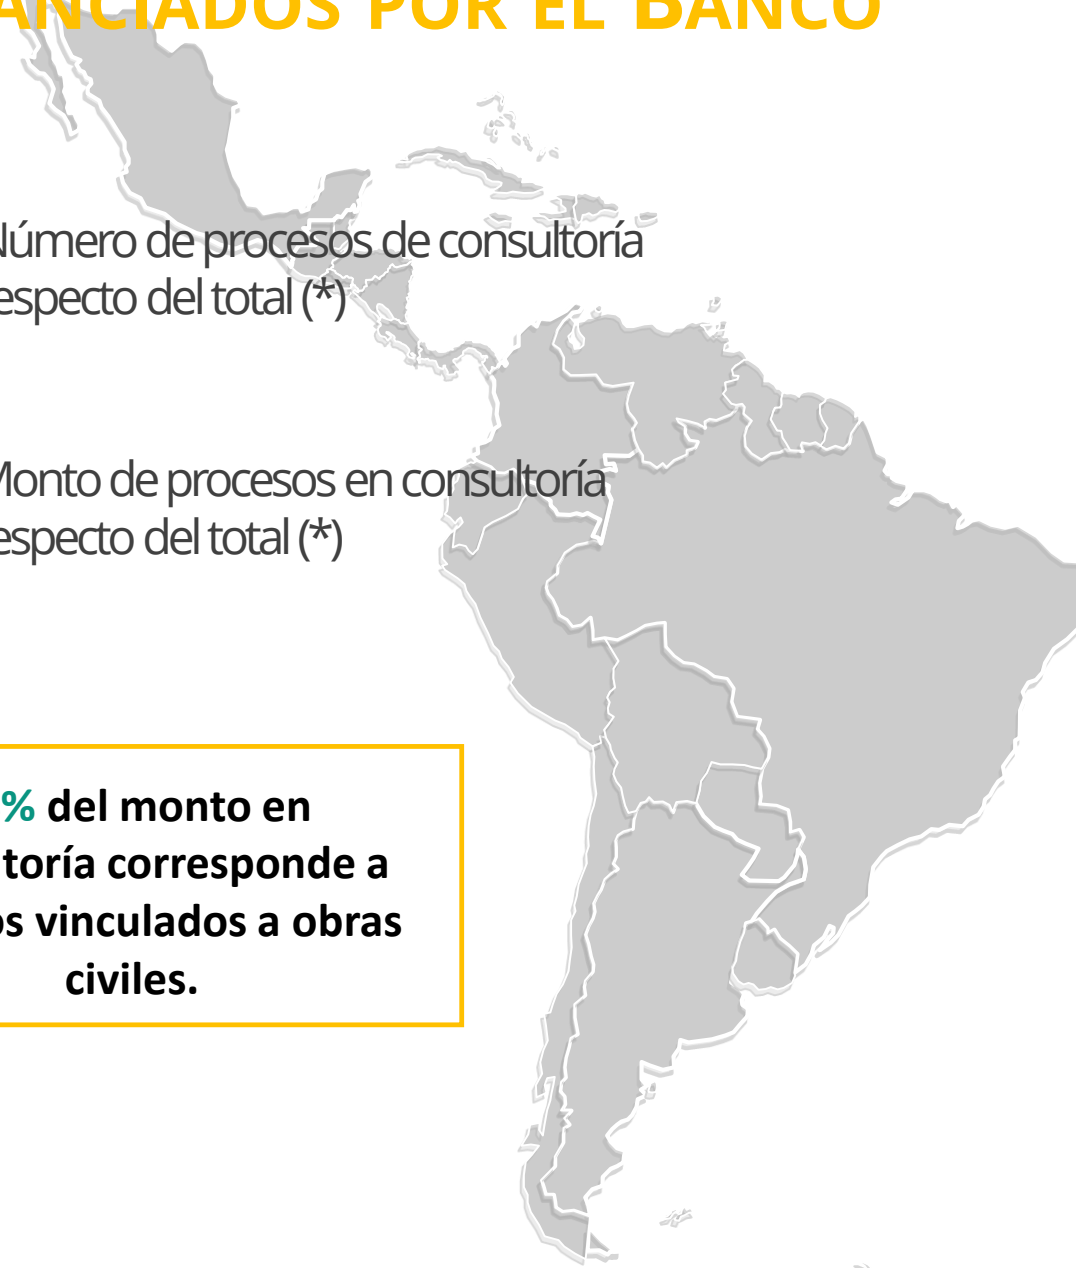 ANCIADOS POR EL BANCO
Número de procesos de consultoría
especto del total (*)
Monto de procesos en consultoría
especto del total (*)
% del monto en
toría corresponde a
os vinculados a obras
civiles.